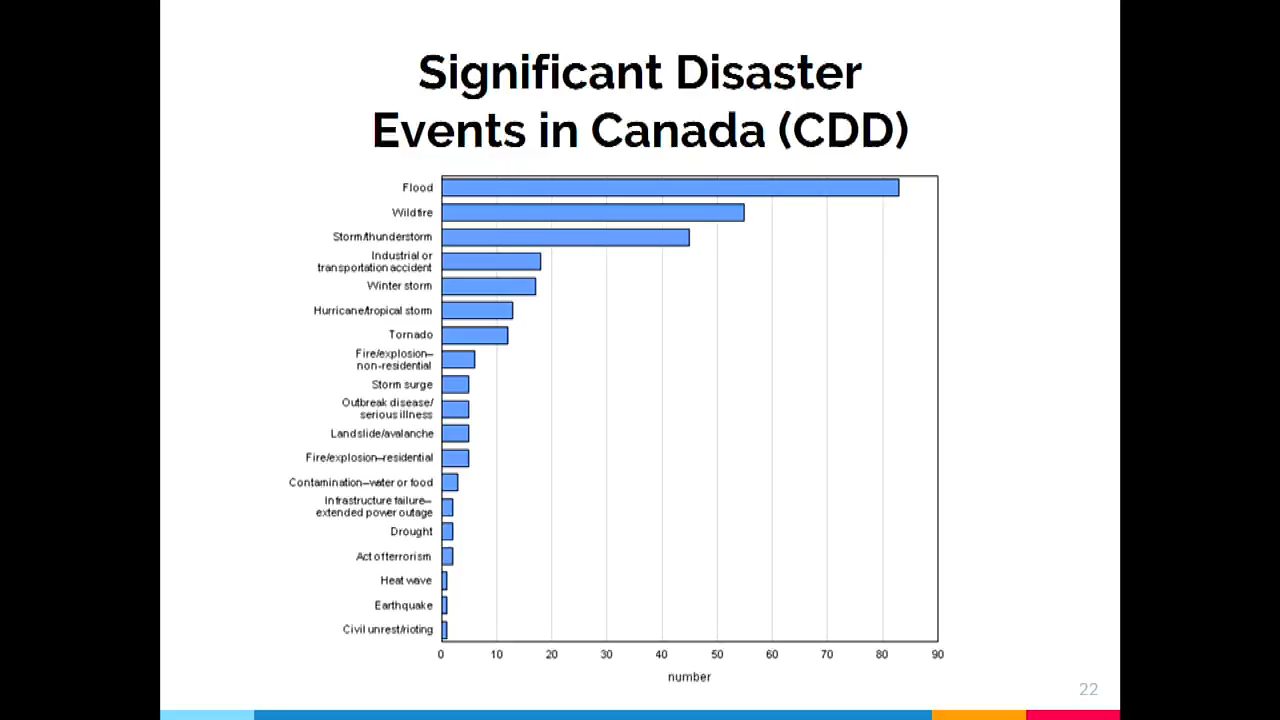 Significant Disaster
Events in Canada (CDD)
Flood
Wildfire
Storm/thunderstorm
Industrial or
transportation accident
Winter storm
Hurricane/tropical storm
Tornado
Fire/explosion–
non-residential
Storm surge
Outbreak disease/
serious illness
Landslide/avalanche
Fire/explosion–residential
Contamination–water or food
Infrastructure failure–
extended power outage
Drought
Act of terrorism
Heat wave
Earthquake
Civil unrest/rioting
0 10 20 30 40 50 60 70 80 90
number
22